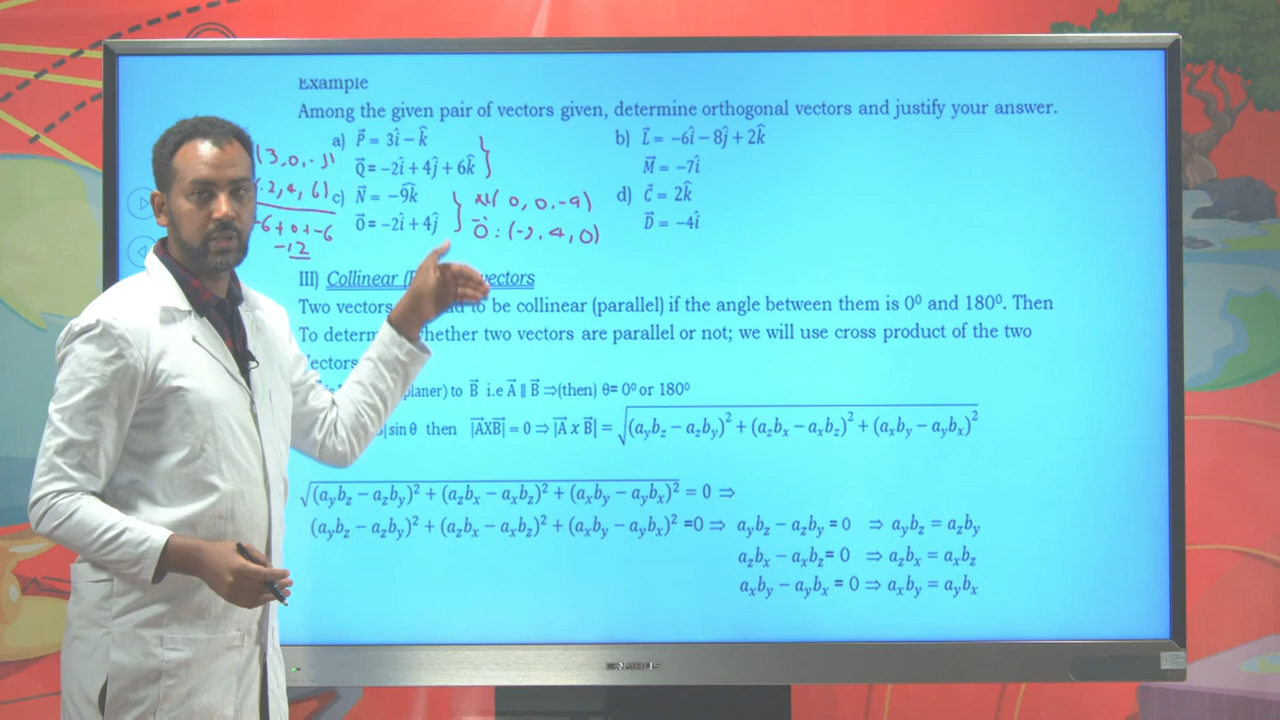 Example
Among the given pair of vectors given, determine orthogonal vectors and justify your answer.
a) P⃗ = 3î − k̂
Q⃗ = −2î + 4ĵ + 6k̂
b) L⃗ = −6î − 8ĵ + 2k̂
M⃗ = −7î
(3, 0, -1)
2, 4, 6)
-6 + 0 + -6
-12
c) N⃗ = −9k̂
O⃗ = −2î + 4ĵ
( 0, 0, -9)
O⃗ : (-2, 4, 0)
d) C⃗ = 2k̂
D⃗ = −4î
III) Collinear vectors
Two vectors to be collinear (parallel) if the angle between them is 0⁰ and 180⁰. Then
To whether two vectors are parallel or not; we will use cross product of the two
to B⃗ i.e A⃗ ∥ B⃗ ⇒(then) θ= 0⁰ or 180⁰
sin θ then |A⃗XB⃗| = 0 ⇒ |A⃗ x B⃗| = √((a_yb_z − a_zb_y)² + (a_zb_x − a_xb_z)² + (a_xb_y − a_yb_x)²)
√((a_yb_z − a_zb_y)² + (a_zb_x − a_xb_z)² + (a_xb_y − a_yb_x)²) = 0 ⇒
(a_yb_z − a_zb_y)² + (a_zb_x − a_xb_z)² + (a_xb_y − a_yb_x)² =0 ⇒ a_yb_z − a_zb_y = 0 ⇒ a_yb_z = a_zb_y
a_zb_x − a_xb_z= 0 ⇒ a_zb_x = a_xb_z
a_xb_y − a_yb_x = 0 ⇒ a_xb_y = a_yb_x